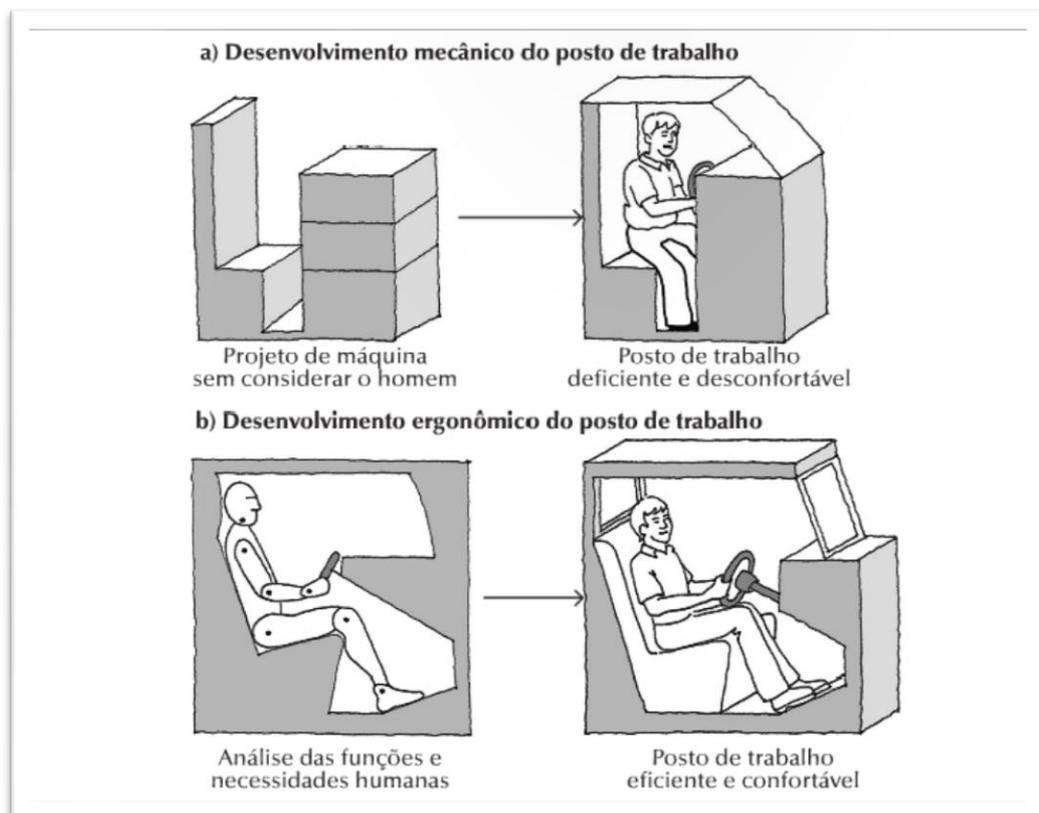 a) Desenvolvimento mecânico do posto de trabalho
Projeto de máquina
sem considerar o homem
Posto de trabalho
deficiente e desconfortável
b) Desenvolvimento ergonômico do posto de trabalho
Análise das funções e
necessidades humanas
Posto de trabalho
eficiente e confortável